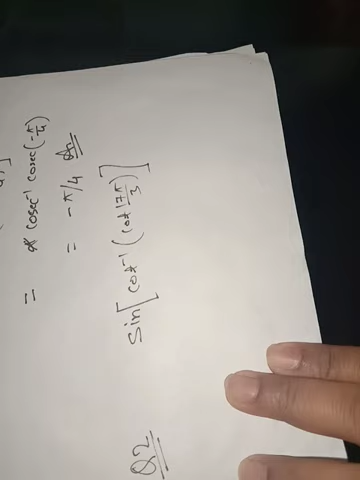 = cosec⁻¹ cosec(-π/4)
= -π/4 Ans
Q2 sin[cot⁻¹(cot 17π/3)]